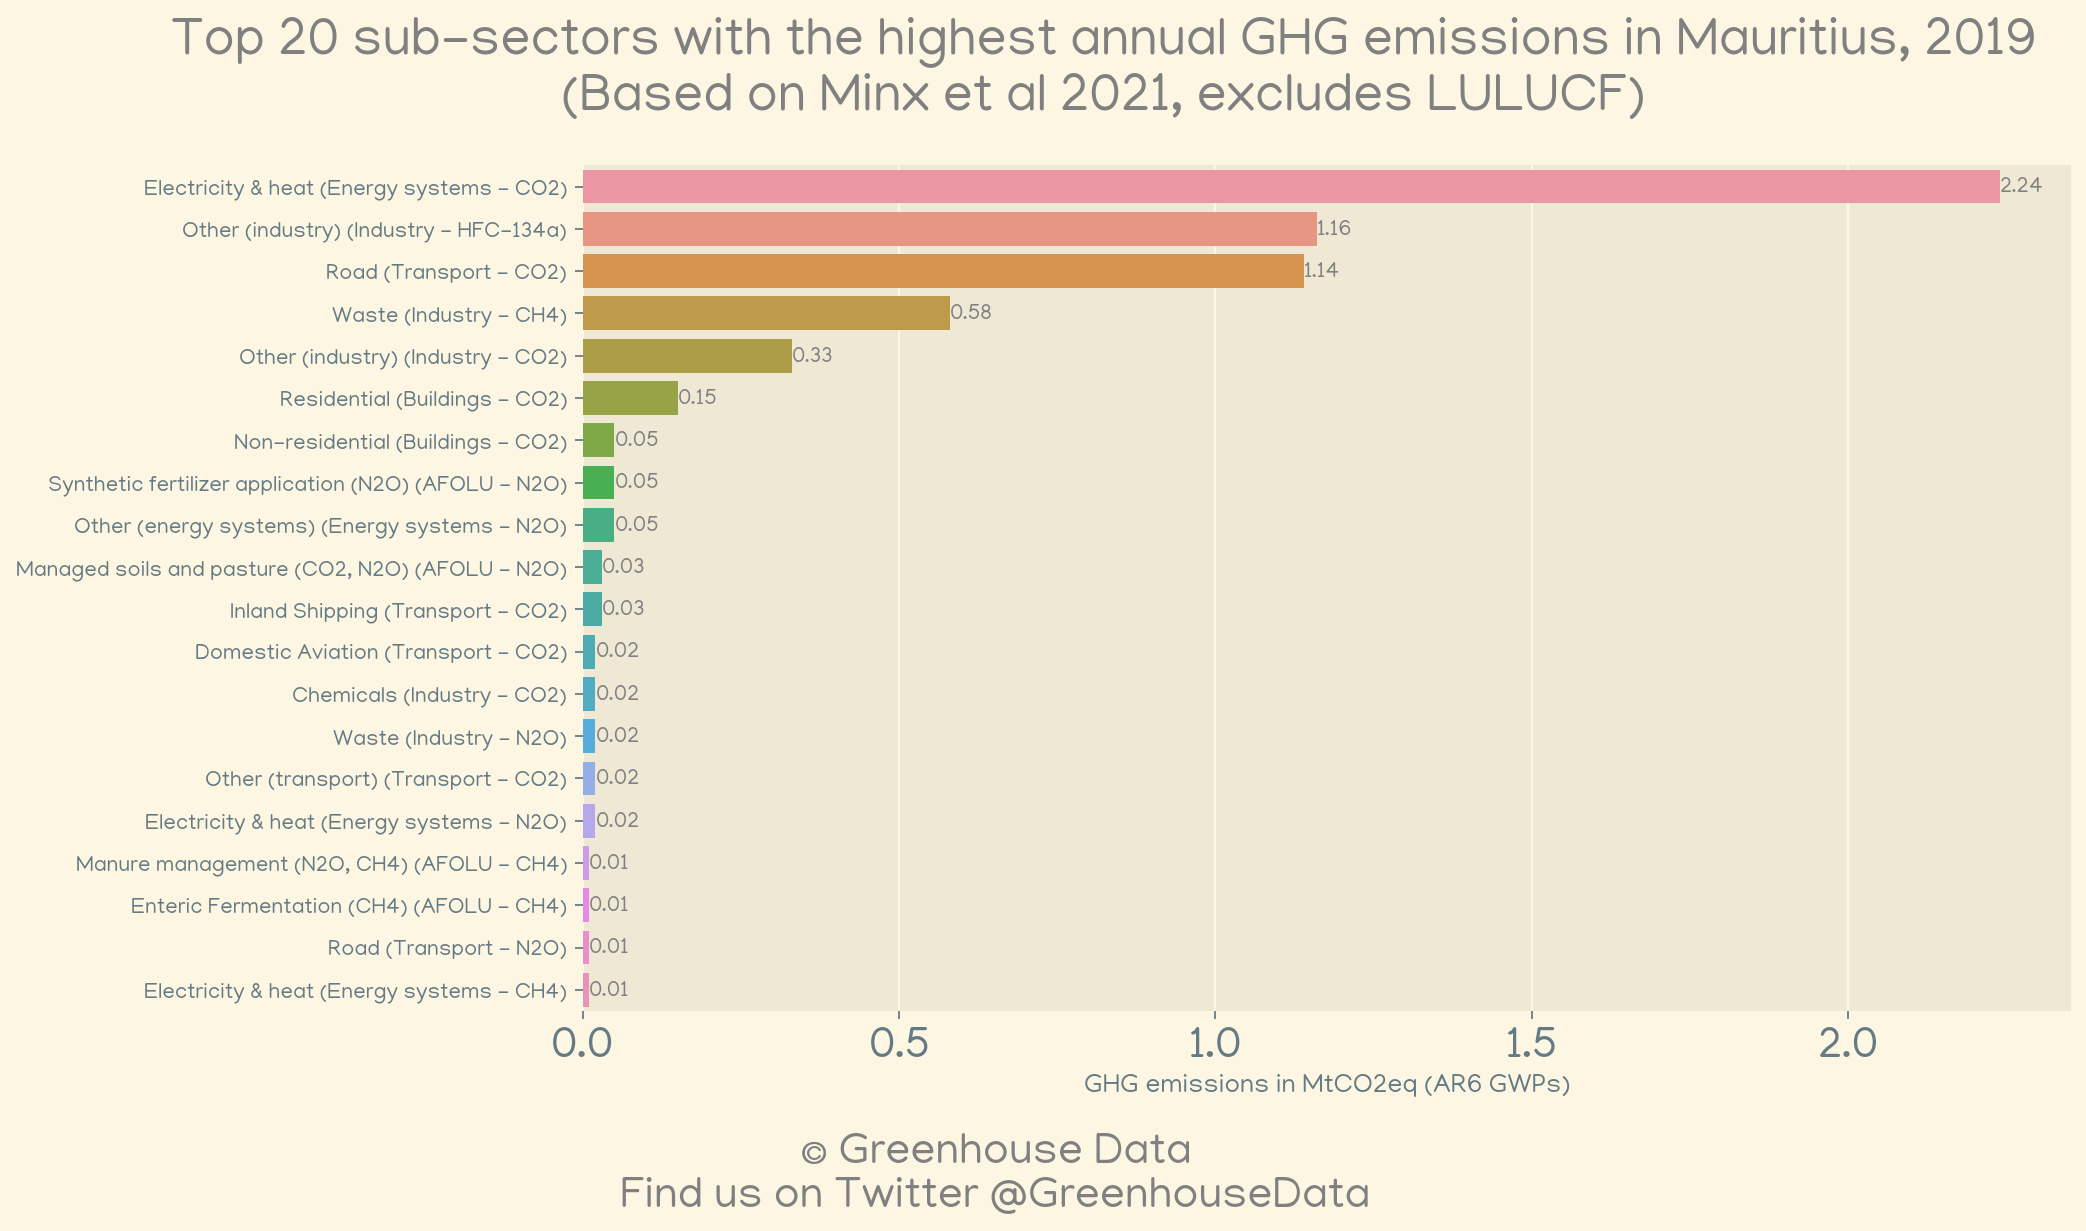 Top 20 sub-sectors with the highest annual GHG emissions in Mauritius, 2019
(Based on Minx et al 2021, excludes LULUCF)
Electricity & heat (Energy systems - CO2) 2.24
Other (industry) (Industry - HFC-134a) 1.16
Road (Transport - CO2) 1.14
Waste (Industry - CH4) 0.58
Other (industry) (Industry - CO2) 0.33
Residential (Buildings - CO2) 0.15
Non-residential (Buildings - CO2) 0.05
Synthetic fertilizer application (N2O) (AFOLU - N2O) 0.05
Other (energy systems) (Energy systems - N2O) 0.05
Managed soils and pasture (CO2, N2O) (AFOLU - N2O) 0.03
Inland Shipping (Transport - CO2) 0.03
Domestic Aviation (Transport - CO2) 0.02
Chemicals (Industry - CO2) 0.02
Waste (Industry - N2O) 0.02
Other (transport) (Transport - CO2) 0.02
Electricity & heat (Energy systems - N2O) 0.02
Manure management (N2O, CH4) (AFOLU - CH4) 0.01
Enteric Fermentation (CH4) (AFOLU - CH4) 0.01
Road (Transport - N2O) 0.01
Electricity & heat (Energy systems - CH4) 0.01
0.0 0.5 1.0 1.5 2.0
GHG emissions in MtCO2eq (AR6 GWPs)
© Greenhouse Data
Find us on Twitter @GreenhouseData